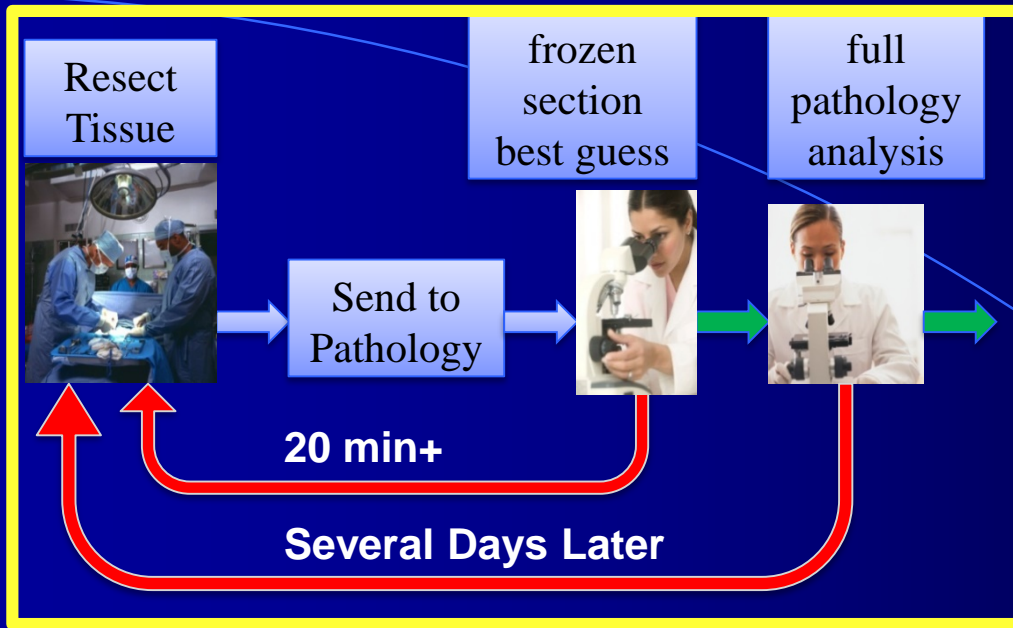 Resect
Tissue
frozen
section
best guess
full
pathology
analysis
Send to
Pathology
20 min+
Several Days Later